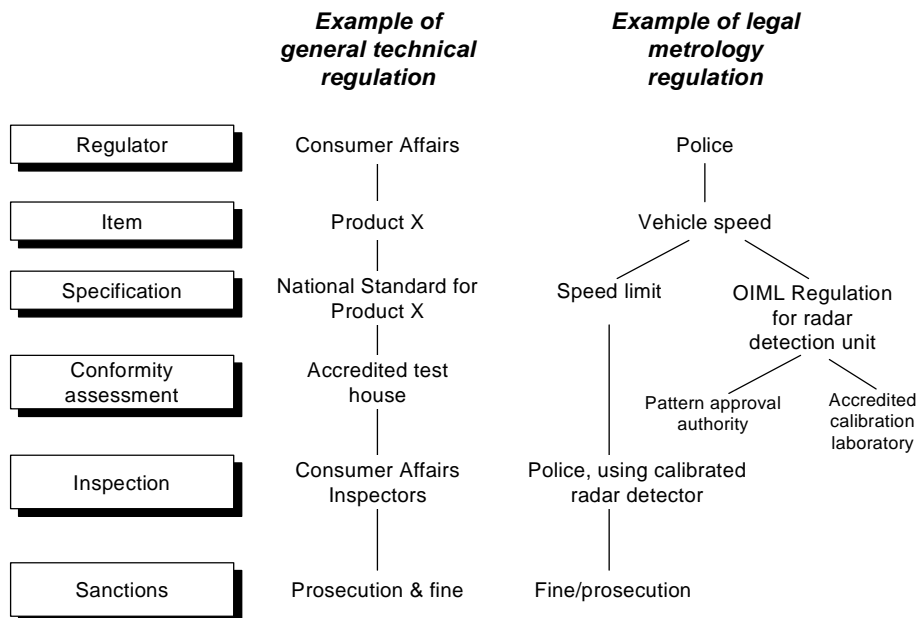 Example of
general technical
regulation
Example of legal
metrology
regulation
Regulator
Consumer Affairs
Police
Item
Product X
Vehicle speed
Specification
National Standard for
Product X
Speed limit
OIML Regulation
for radar
detection unit
Conformity
assessment
Accredited test
house
Pattern approval
authority
Accredited
calibration
laboratory
Inspection
Consumer Affairs
Inspectors
Police, using calibrated
radar detector
Sanctions
Prosecution & fine
Fine/prosecution